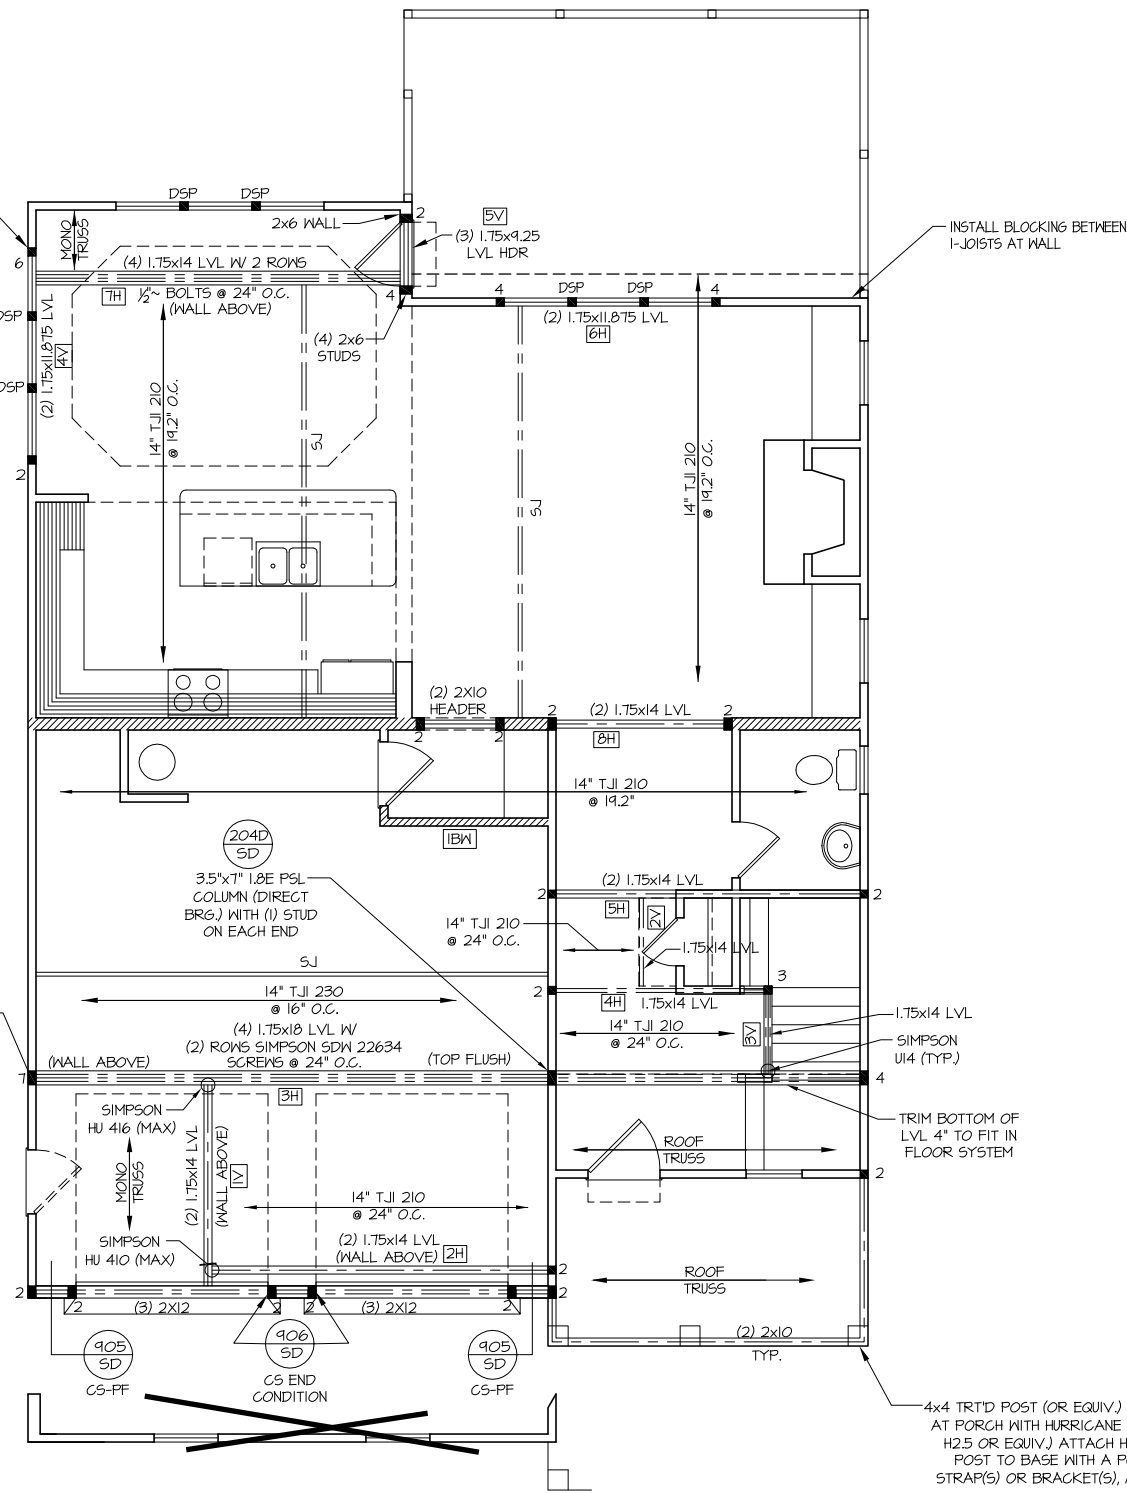 DSP
DSP
2
5V
2x6 WALL
(3) 1.75x9.25
LVL HDR
INSTALL BLOCKING BETWEEN
I-JOISTS AT WALL
MONO
TRUSS
6
(4) 1.75x14 LVL W/ 2 ROWS
7H
½"~ BOLTS @ 24" O.C.
(WALL ABOVE)
4
4
DSP
DSP
4
(2) 1.75x11.875 LVL
6H
DSP
(2) 1.75x11.875 LVL
4V
(4) 2x6
STUDS
DSP
14" TJI 210
@ 19.2" O.C.
SJ
2
14" TJI 210
@ 19.2" O.C.
SJ
(2) 2X10
HEADER
2
2
2
(2) 1.75x14 LVL
2
8H
14" TJI 210
@ 19.2"
204D
SD
1BW
3.5"x7" 1.8E PSL
COLUMN (DIRECT
BRG.) WITH (1) STUD
ON EACH END
(2) 1.75x14 LVL
2
2
5H
2V
14" TJI 210
@ 24" O.C.
1.75x14 LVL
SJ
3
14" TJI 230
@ 16" O.C.
2
4H
1.75x14 LVL
14" TJI 210
@ 24" O.C.
3V
1.75x14 LVL
SIMPSON
U14 (TYP.)
(4) 1.75x18 LVL W/
(2) ROWS SIMPSON SDW 22634
SCREWS @ 24" O.C.
(WALL ABOVE)
(TOP FLUSH)
7
4
3H
SIMPSON
HU 416 (MAX)
TRIM BOTTOM OF
LVL 4" TO FIT IN
FLOOR SYSTEM
MONO
TRUSS
(2) 1.75x14 LVL
(WALL ABOVE)
1V
ROOF
TRUSS
2
14" TJI 210
@ 24" O.C.
SIMPSON
HU 410 (MAX)
(2) 1.75x14 LVL
(WALL ABOVE)
2H
2
ROOF
TRUSS
2
2
(3) 2X12
2
2
(3) 2X12
2
2
(2) 2x10
TYP.
905
SD
CS-PF
906
SD
CS END
CONDITION
905
SD
CS-PF
4x4 TRT'D POST (OR EQUIV.)
AT PORCH WITH HURRICANE
H2.5 OR EQUIV.) ATTACH H
POST TO BASE WITH A P
STRAP(S) OR BRACKET(S),